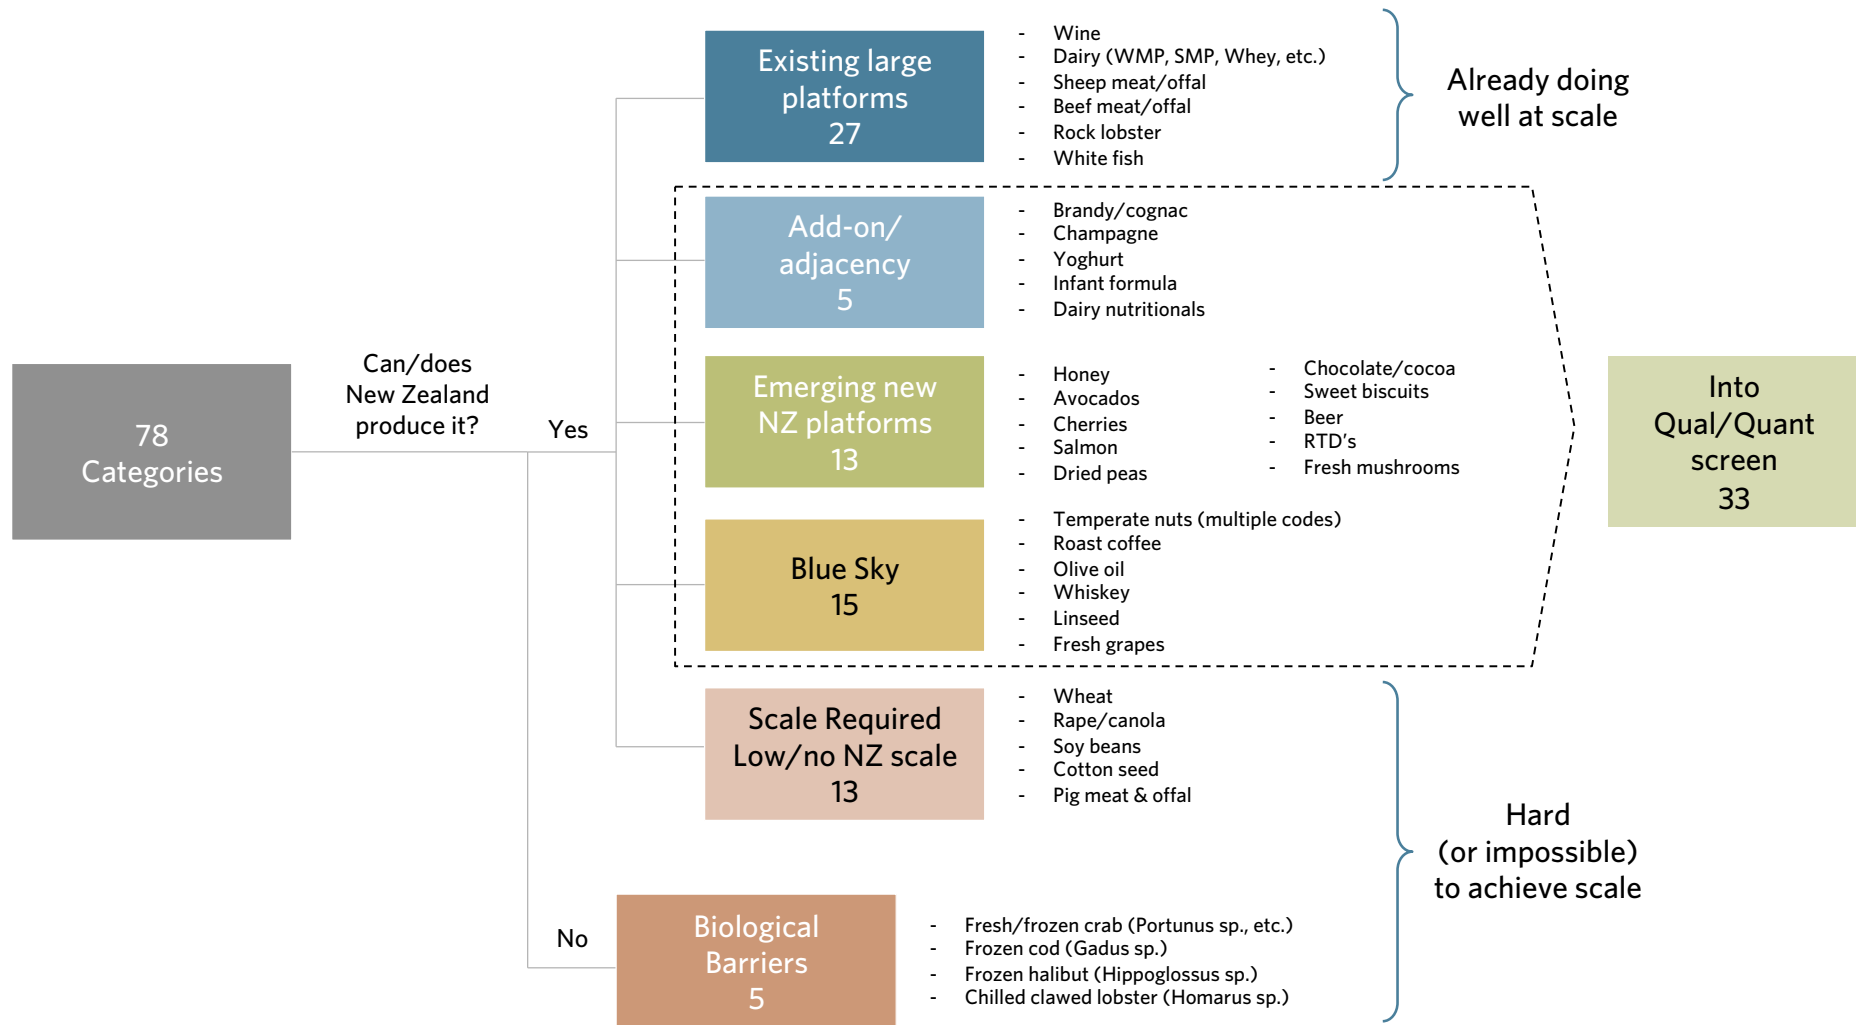 78
Categories
Can/does
New Zealand
produce it?
Yes
No
Existing large
platforms
27
- Wine
- Dairy (WMP, SMP, Whey, etc.)
- Sheep meat/offal
- Beef meat/offal
- Rock lobster
- White fish
Already doing
well at scale
Add-on/
adjacency
5
- Brandy/cognac
- Champagne
- Yoghurt
- Infant formula
- Dairy nutritionals
Emerging new
NZ platforms
13
- Honey
- Avocados
- Cherries
- Salmon
- Dried peas
- Chocolate/cocoa
- Sweet biscuits
- Beer
- RTD's
- Fresh mushrooms
Blue Sky
15
- Temperate nuts (multiple codes)
- Roast coffee
- Olive oil
- Whiskey
- Linseed
- Fresh grapes
Into
Qual/Quant
screen
33
Scale Required
Low/no NZ scale
13
- Wheat
- Rape/canola
- Soy beans
- Cotton seed
- Pig meat & offal
Biological
Barriers
5
- Fresh/frozen crab (Portunus sp., etc.)
- Frozen cod (Gadus sp.)
- Frozen halibut (Hippoglossus sp.)
- Chilled clawed lobster (Homarus sp.)
Hard
(or impossible)
to achieve scale